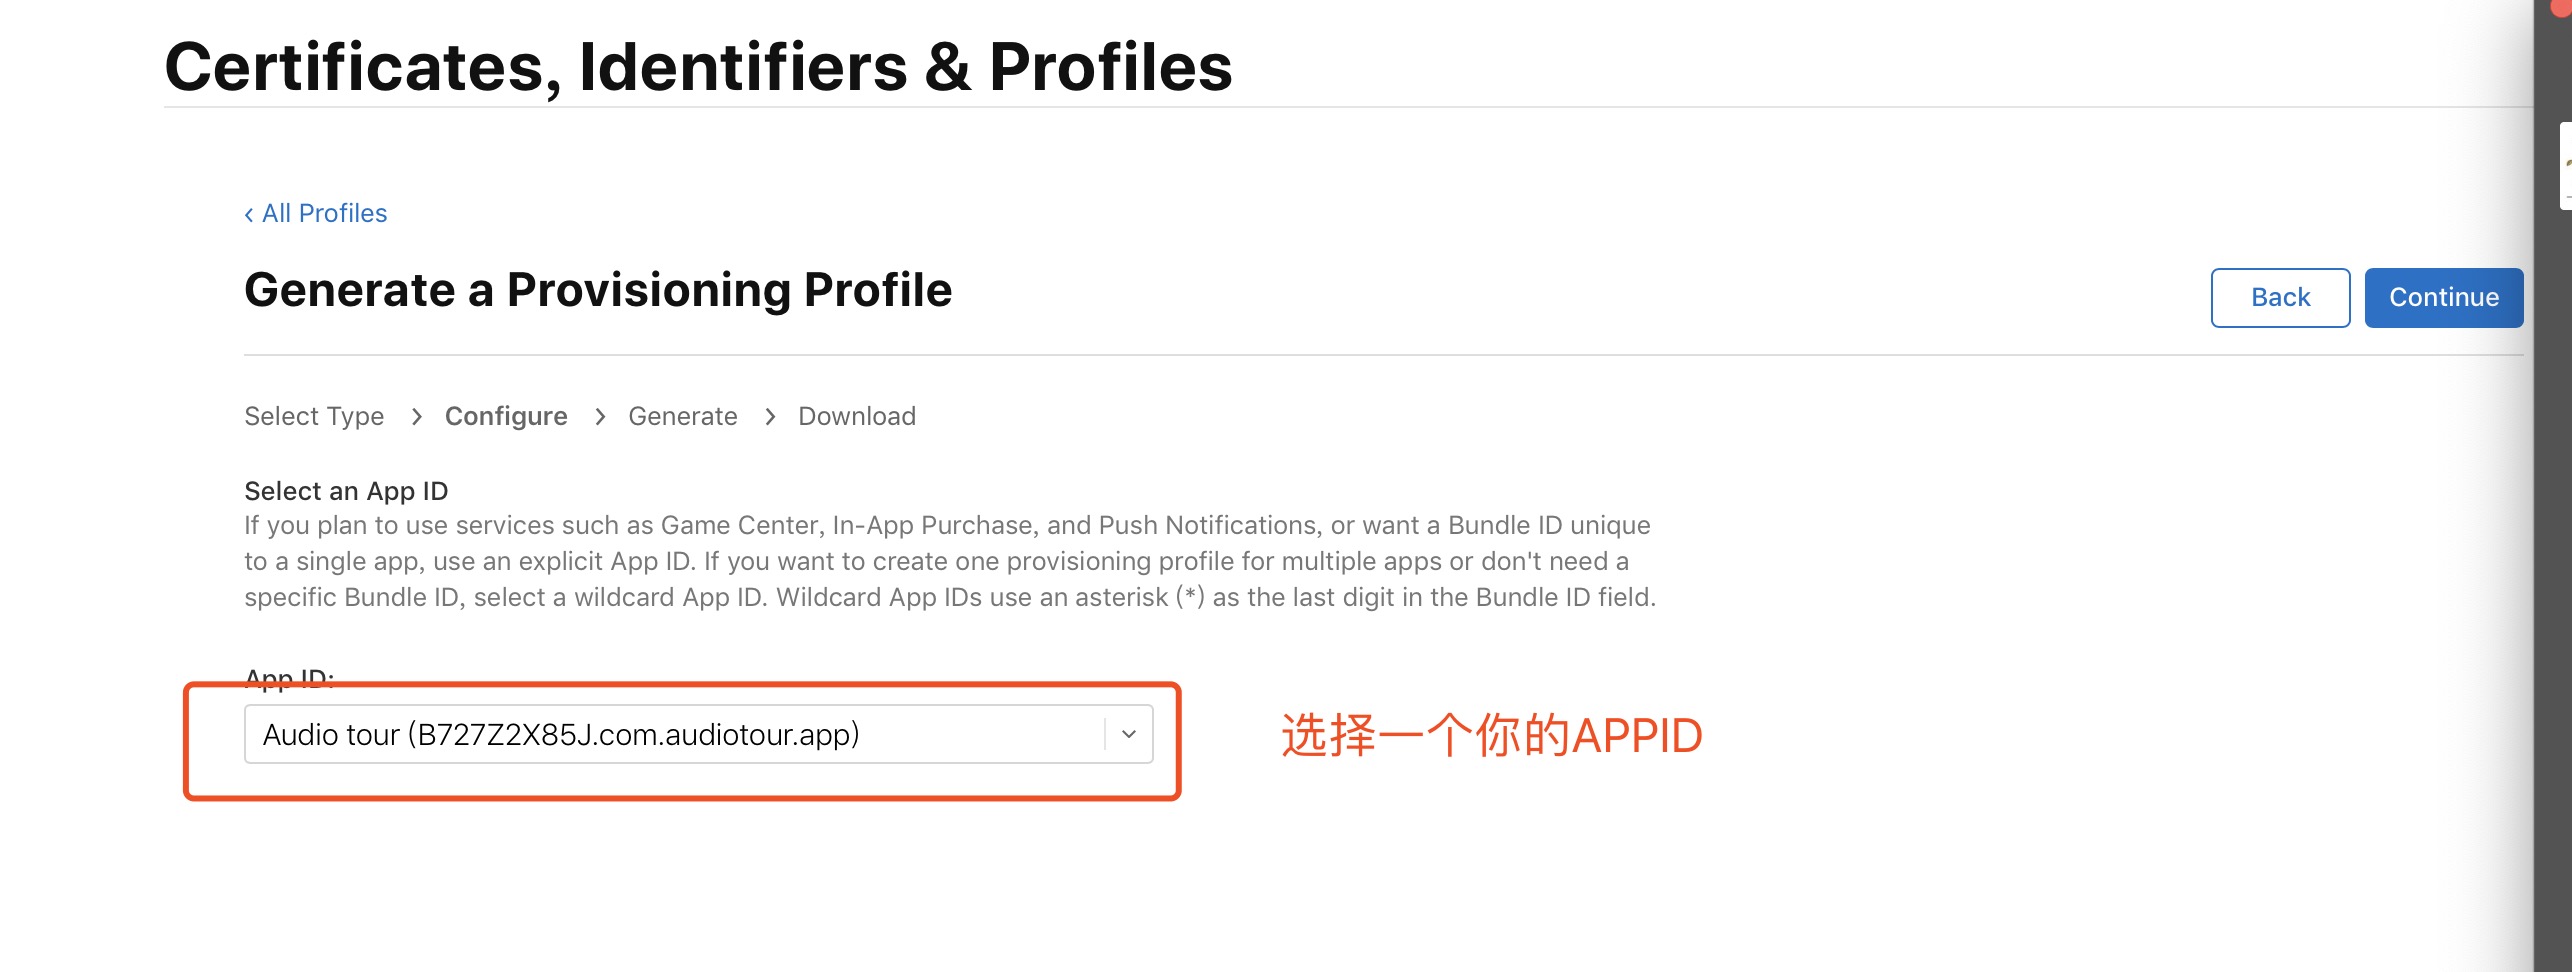 Certificates, Identifiers & Profiles
‹ All Profiles
Generate a Provisioning Profile
Back
Continue
Select Type > Configure > Generate > Download
Select an App ID
If you plan to use services such as Game Center, In-App Purchase, and Push Notifications, or want a Bundle ID unique
to a single app, use an explicit App ID. If you want to create one provisioning profile for multiple apps or don't need a
specific Bundle ID, select a wildcard App ID. Wildcard App IDs use an asterisk (*) as the last digit in the Bundle ID field.
App ID:
Audio tour (B727Z2X85J.com.audiotour.app)
选择一个你的APPID